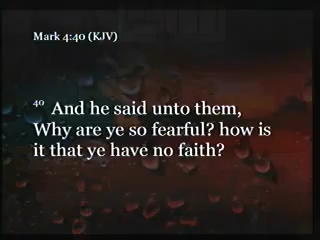 Mark 4:40 (KJV)
40 And he said unto them,
Why are ye so fearful? how is
it that ye have no faith?